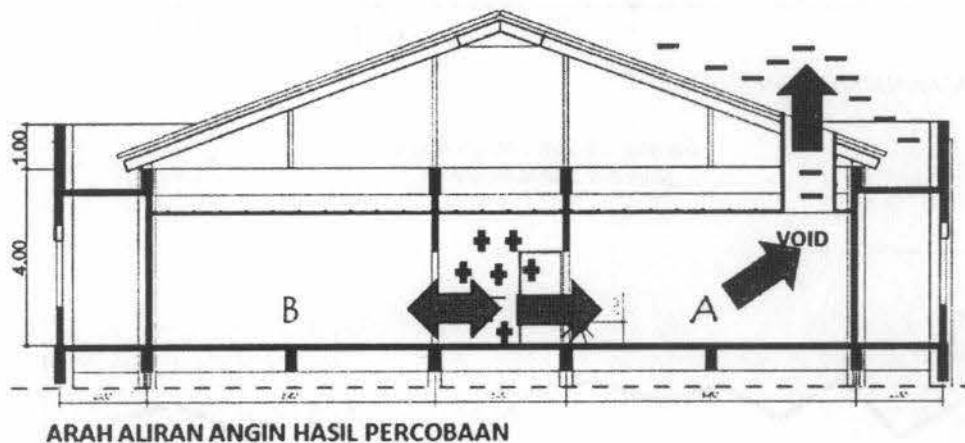 1.00
4.00
VOID
B
A
ARAH ALIRAN ANGIN HASIL PERCOBAAN